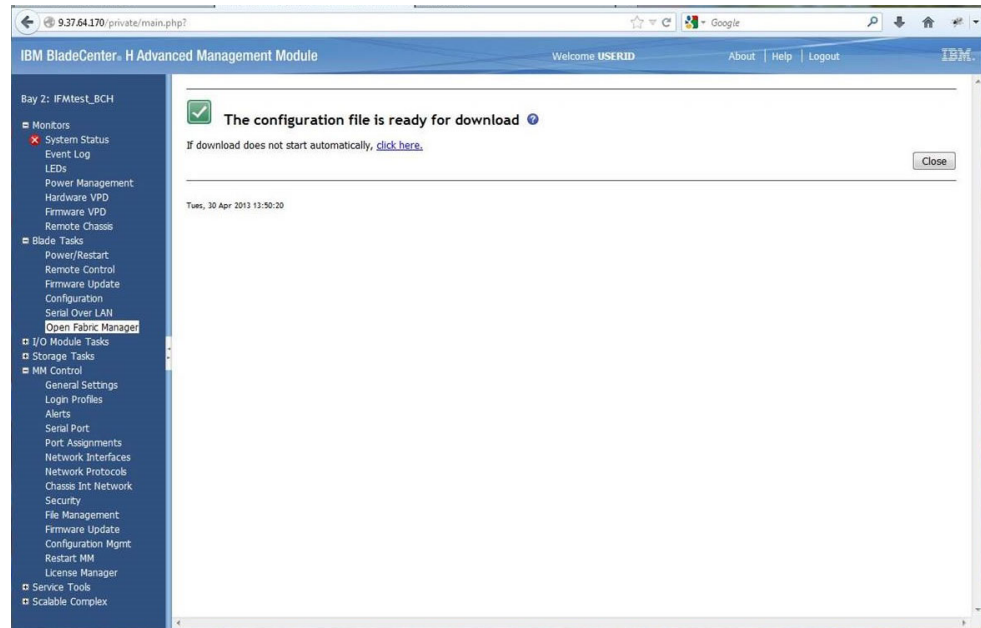 9.37.64.170/private/main.php?
Google
IBM BladeCenter® H Advanced Management Module
Welcome USERID
About | Help | Logout
IBM.
Bay 2: IFMtest_BCH
Monitors
System Status
Event Log
LEDs
Power Management
Hardware VPD
Firmware VPD
Remote Chassis
Blade Tasks
Power/Restart
Remote Control
Firmware Update
Configuration
Serial Over LAN
Open Fabric Manager
I/O Module Tasks
Storage Tasks
MM Control
General Settings
Login Profiles
Alerts
Serial Port
Port Assignments
Network Interfaces
Network Protocols
Chassis Int Network
Security
File Management
Firmware Update
Configuration Mgmt
Restart MM
License Manager
Service Tools
Scalable Complex
The configuration file is ready for download
If download does not start automatically, click here.
Close
Tues, 30 Apr 2013 13:50:20